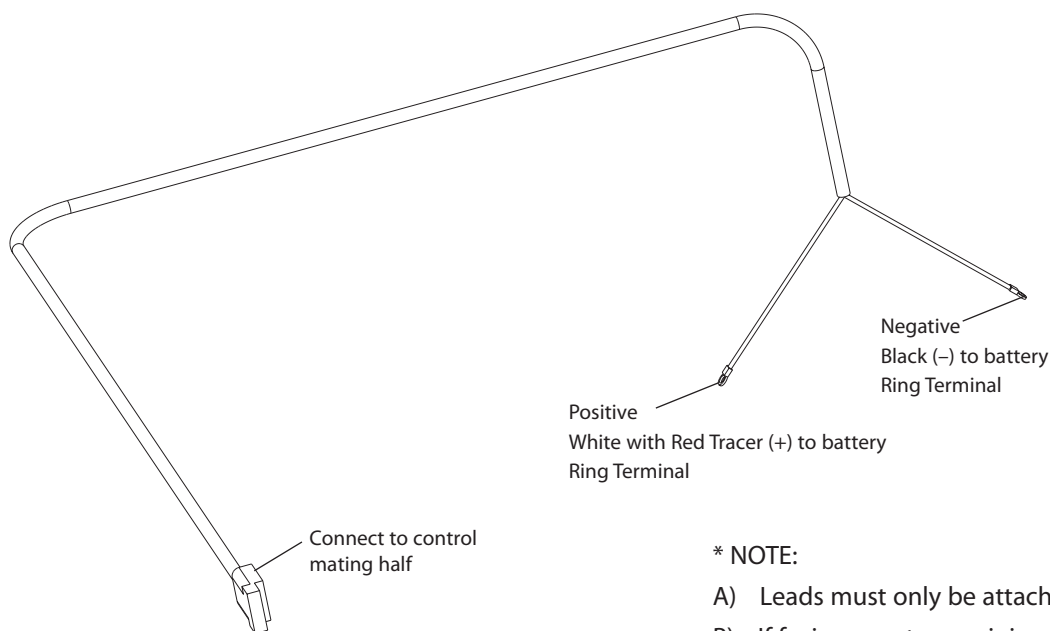 Negative
Black (–) to battery
Ring Terminal
Positive
White with Red Tracer (+) to battery
Ring Terminal
Connect to control
mating half
* NOTE:
A) Leads must only be